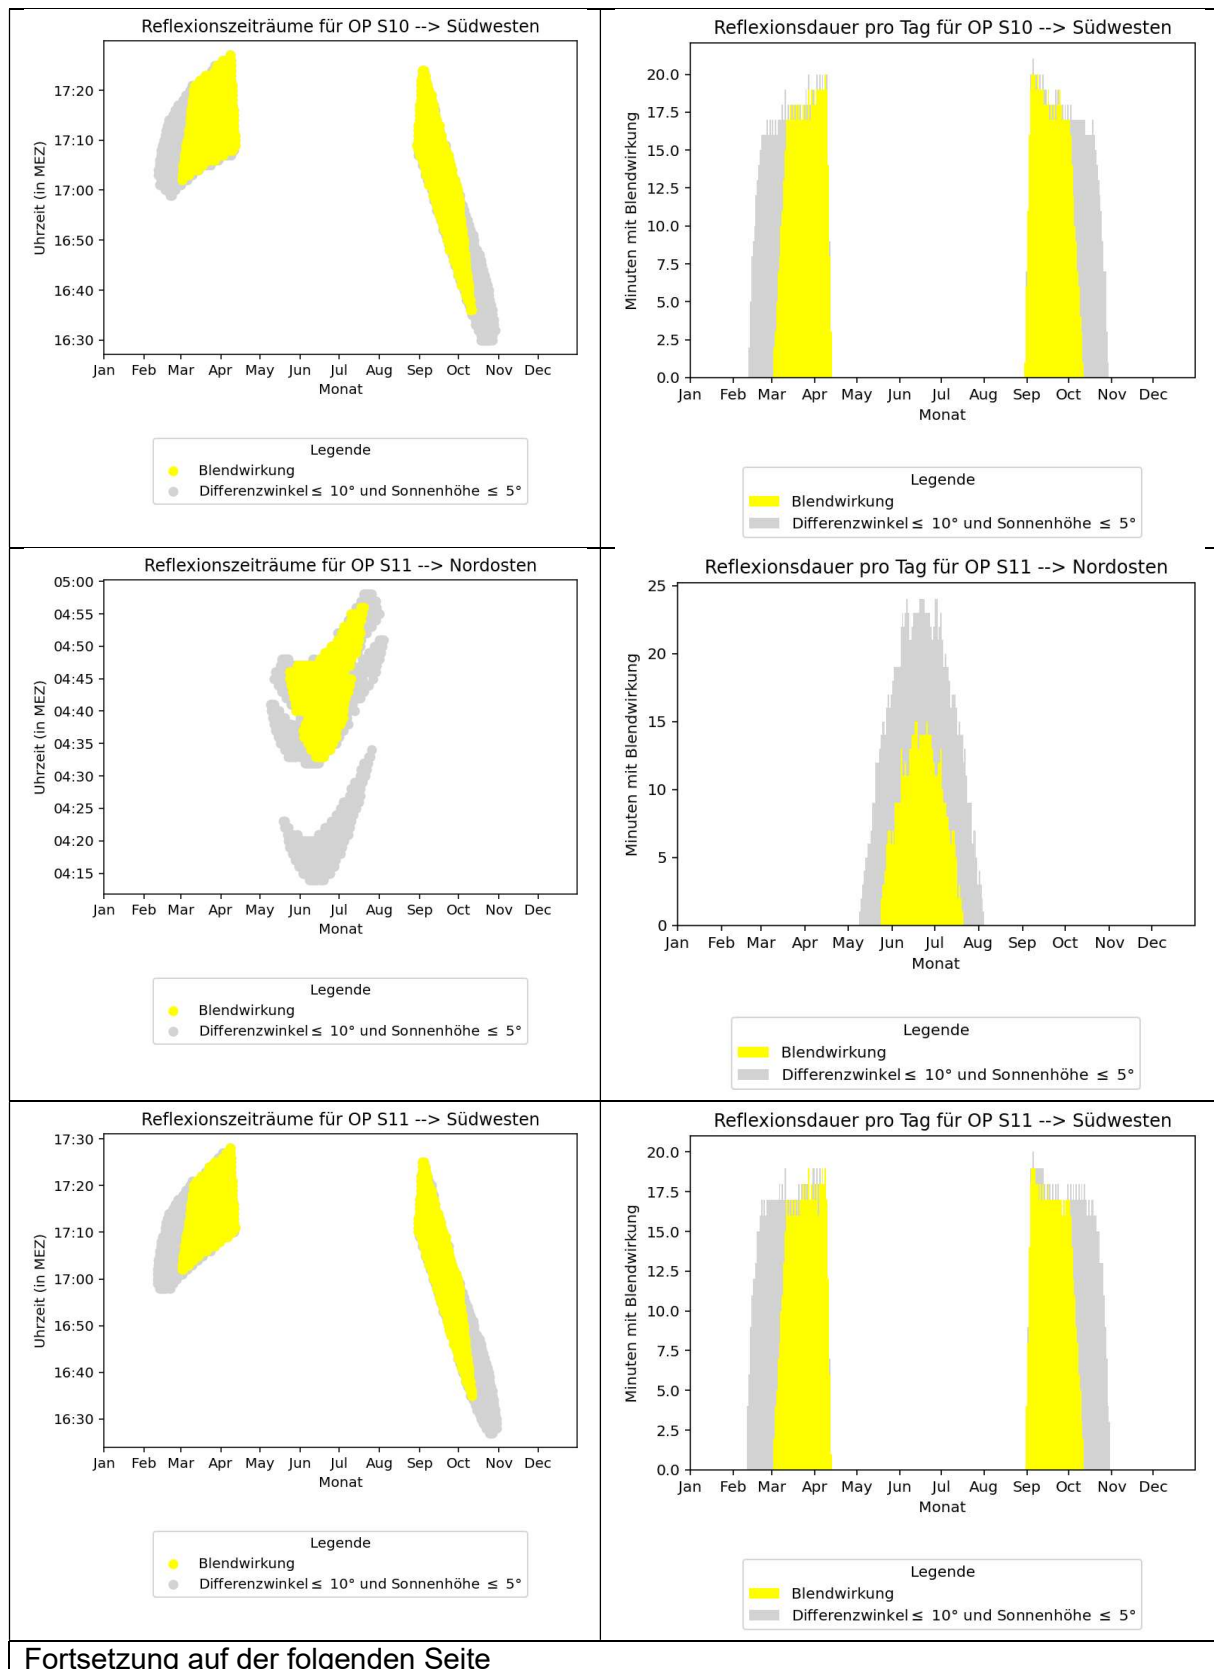 Reflexionszeiträume für OP S10 --> Südwesten
Uhrzeit (in MEZ)
17:20
17:10
17:00
16:50
16:40
16:30
Jan Feb Mar Apr May Jun Jul Aug Sep Oct Nov Dec
Monat
Legende
Blendwirkung
Differenzwinkel ≤ 10° und Sonnenhöhe ≤ 5°
Reflexionsdauer pro Tag für OP S10 --> Südwesten
Minuten mit Blendwirkung
20.0
17.5
15.0
12.5
10.0
7.5
5.0
2.5
0.0
Jan Feb Mar Apr May Jun Jul Aug Sep Oct Nov Dec
Monat
Legende
Blendwirkung
Differenzwinkel ≤ 10° und Sonnenhöhe ≤ 5°
Reflexionszeiträume für OP S11 --> Nordosten
Uhrzeit (in MEZ)
05:00
04:55
04:50
04:45
04:40
04:35
04:30
04:25
04:20
04:15
Jan Feb Mar Apr May Jun Jul Aug Sep Oct Nov Dec
Monat
Legende
Blendwirkung
Differenzwinkel ≤ 10° und Sonnenhöhe ≤ 5°
Reflexionsdauer pro Tag für OP S11 --> Nordosten
Minuten mit Blendwirkung
25
20
15
10
5
0
Jan Feb Mar Apr May Jun Jul Aug Sep Oct Nov Dec
Monat
Legende
Blendwirkung
Differenzwinkel ≤ 10° und Sonnenhöhe ≤ 5°
Reflexionszeiträume für OP S11 --> Südwesten
Uhrzeit (in MEZ)
17:30
17:20
17:10
17:00
16:50
16:40
16:30
Jan Feb Mar Apr May Jun Jul Aug Sep Oct Nov Dec
Monat
Legende
Blendwirkung
Differenzwinkel ≤ 10° und Sonnenhöhe ≤ 5°
Reflexionsdauer pro Tag für OP S11 --> Südwesten
Minuten mit Blendwirkung
20.0
17.5
15.0
12.5
10.0
7.5
5.0
2.5
0.0
Jan Feb Mar Apr May Jun Jul Aug Sep Oct Nov Dec
Monat
Legende
Blendwirkung
Differenzwinkel ≤ 10° und Sonnenhöhe ≤ 5°
Fortsetzung auf der folgenden Seite